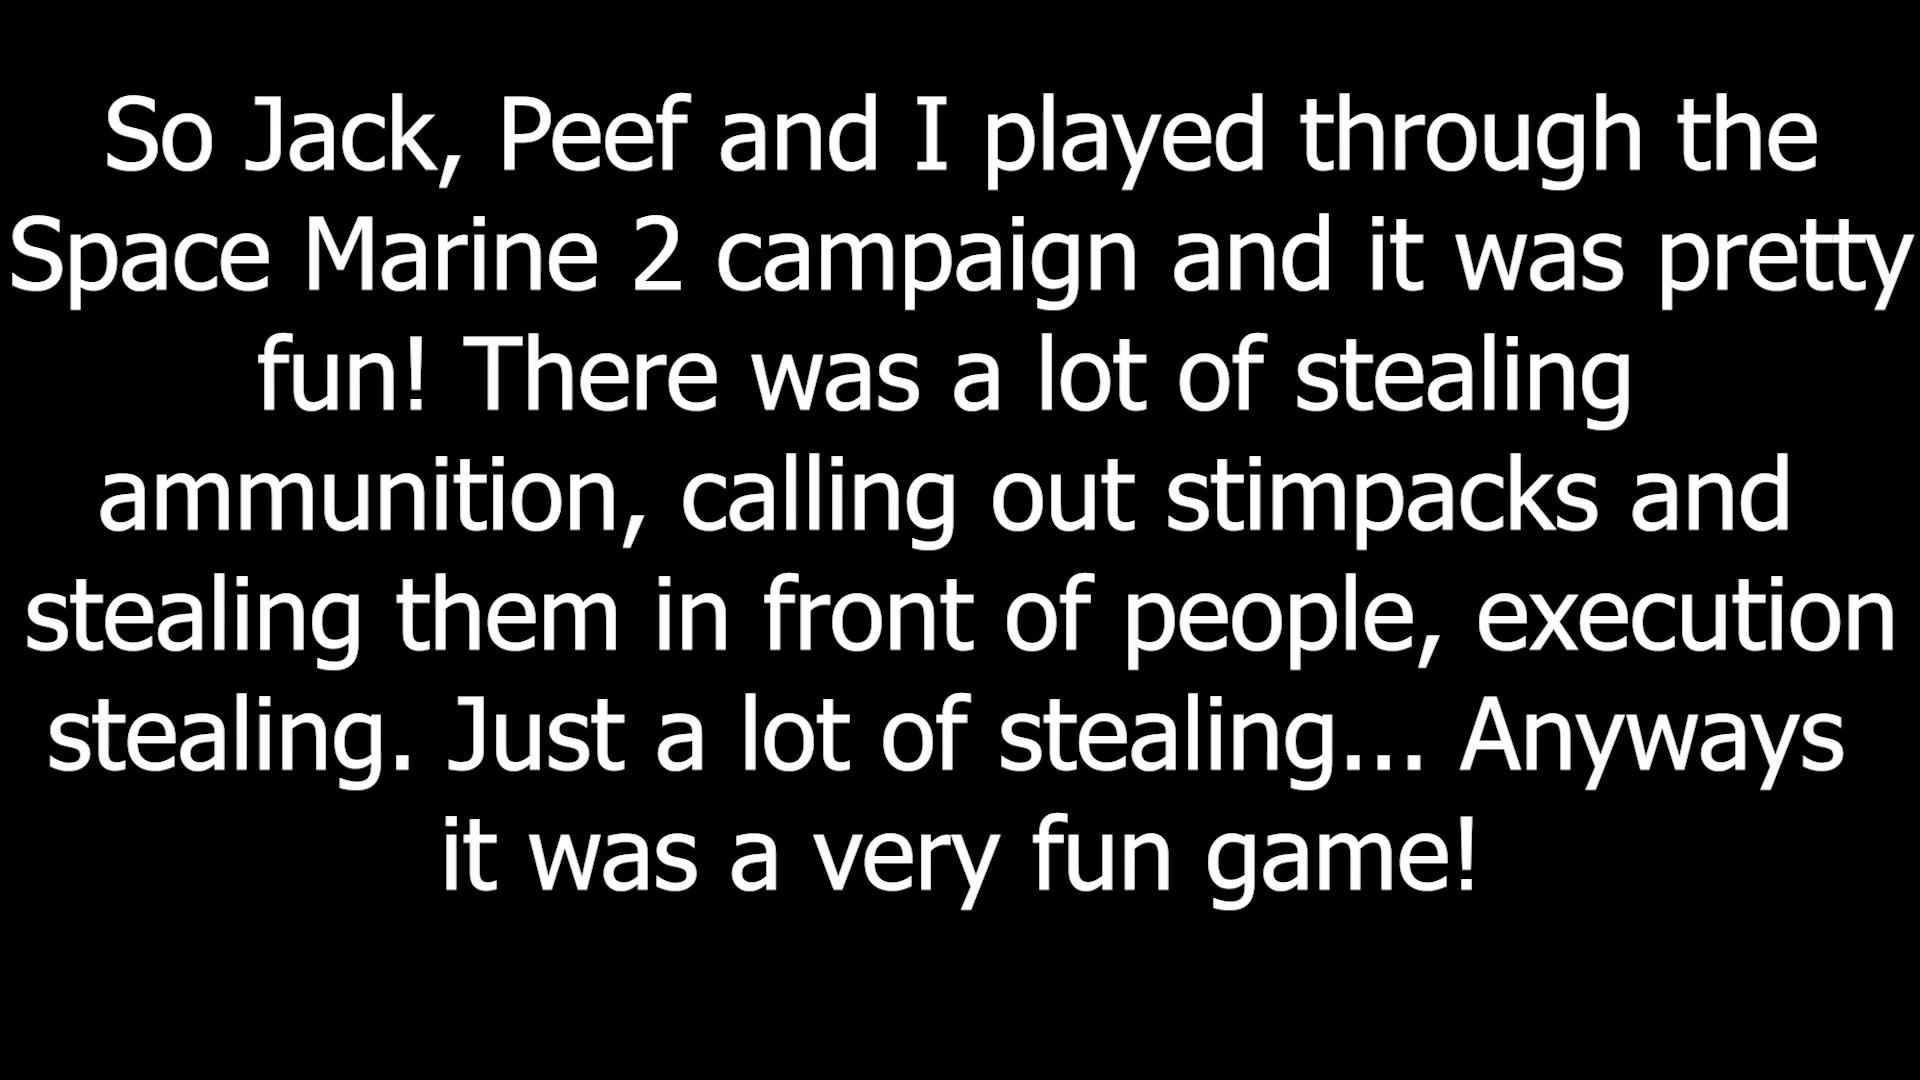 So Jack, Peef and I played through the
Space Marine 2 campaign and it was pretty
fun! There was a lot of stealing
ammunition, calling out stimpacks and
stealing them in front of people, execution
stealing. Just a lot of stealing... Anyways
it was a very fun game!